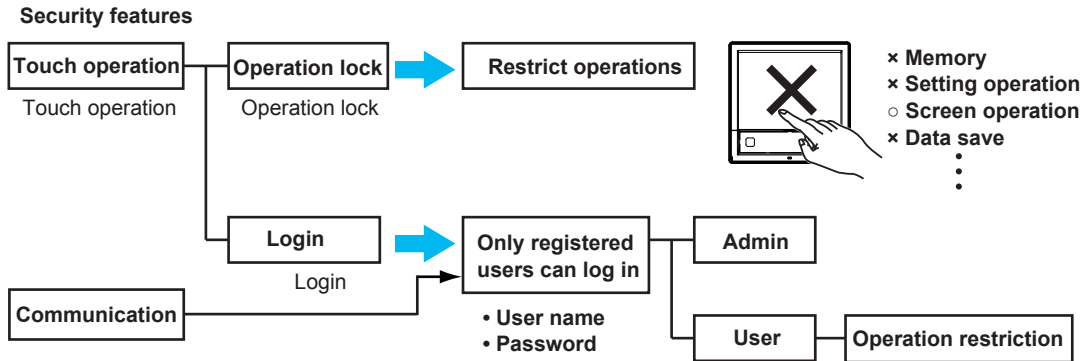 Security features
Touch operation
Operation lock
Restrict operations
Touch operation
Operation lock
× Memory
× Setting operation
○ Screen operation
× Data save
Login
Login
Only registered
users can log in
Admin
Communication
• User name
• Password
User
Operation restriction